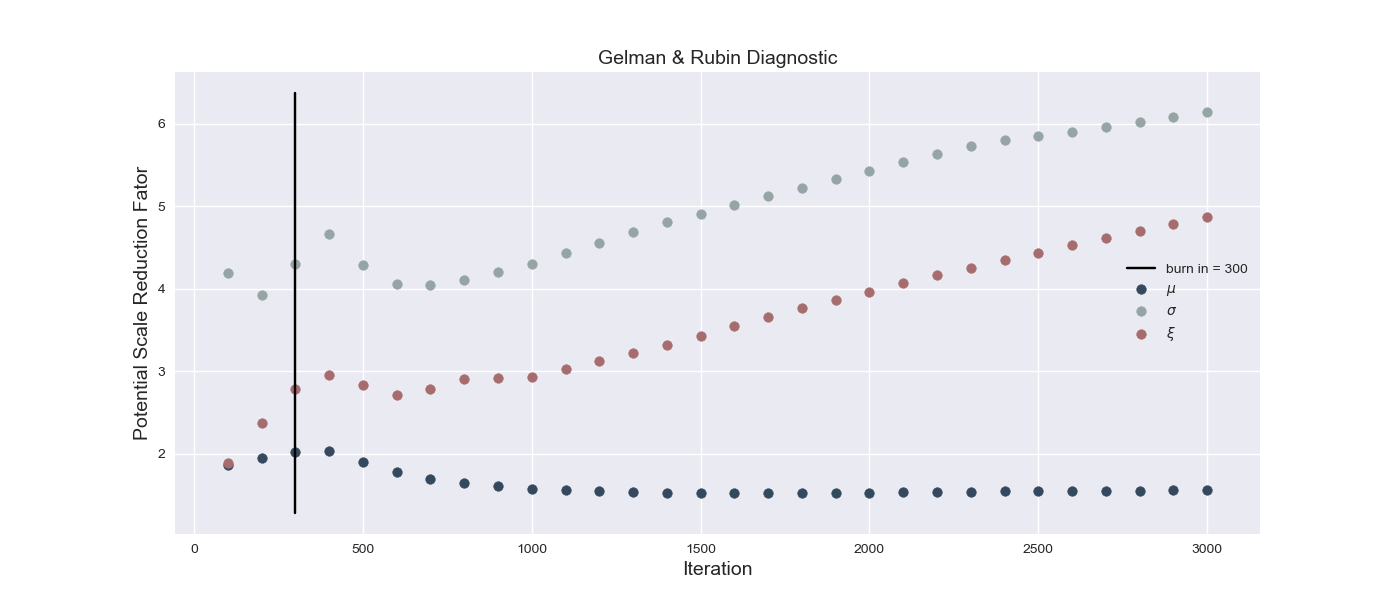 Gelman & Rubin Diagnostic
Potential Scale Reduction Fator
6
5
4
3
2
burn in = 300
μ
σ
ξ
0 500 1000 1500 2000 2500 3000
Iteration